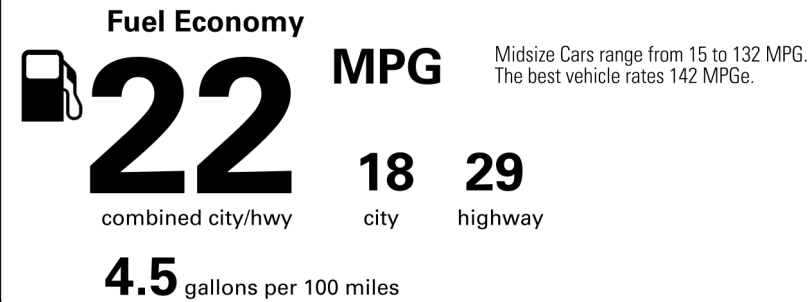 Fuel Economy
22
MPG
Midsize Cars range from 15 to 132 MPG.
The best vehicle rates 142 MPGe.
18
29
combined city/hwy
city
highway
4.5 gallons per 100 miles